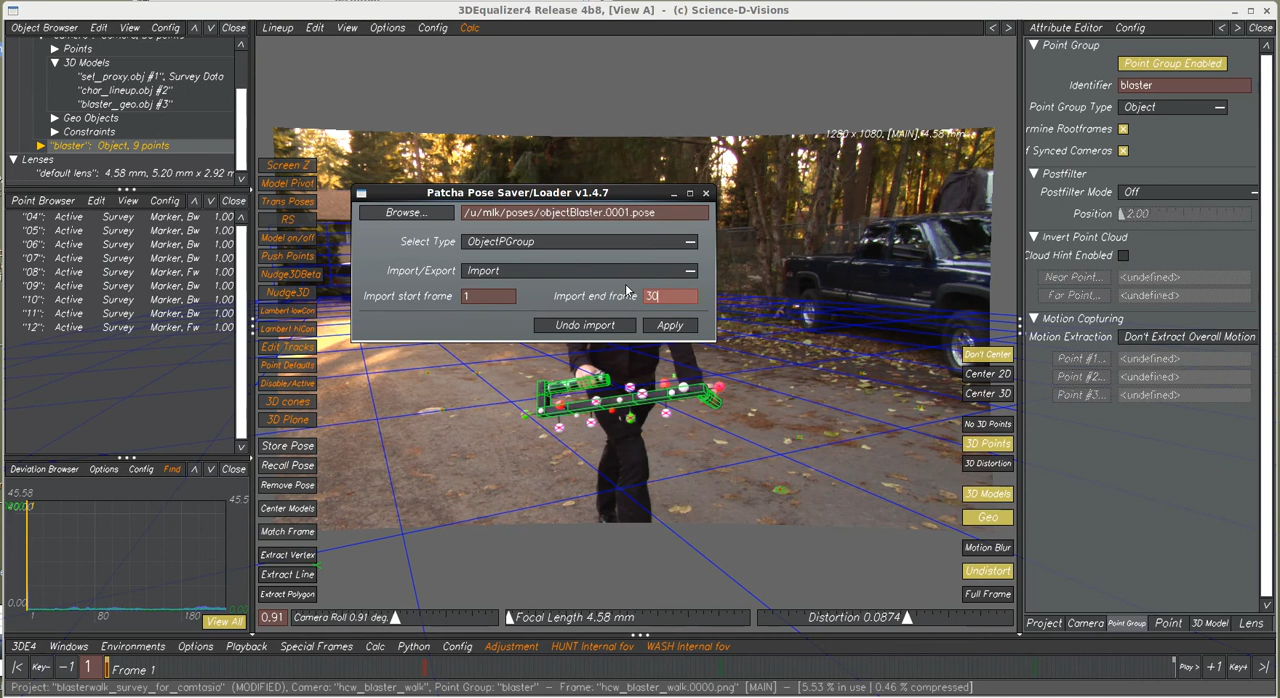 3DEqualizer4 Release 4b8, [View A] - (c) Science-D-Visions
Object Browser Edit View Config Close
Points
3D Models
"set_proxy.obj #1", Survey Data
"char_lineup.obj #2"
"blaster_geo.obj #3"
Geo Objects
Constraints
"blaster": Object, 9 points
Lenses
"default lens": 4.58 mm, 5.20 mm x 2.92 m
Point Browser Edit View Config Close
"04": Active Survey Marker, Bw 1.00
"05": Active Survey Marker, Bw 1.00
"06": Active Survey Marker, Bw 1.00
"07": Active Survey Marker, Bw 1.00
"08": Active Survey Marker, Fw 1.00
"09": Active Survey Marker, Bw 1.00
"10": Active Survey Marker, Bw 1.00
"11": Active Survey Marker, Bw 1.00
"12": Active Survey Marker, Fw 1.00
Deviation Browser Options Config Find Close
45.58
45.5
40.00
0.00
0.00
1 80 180
View All
Lineup Edit View Options Config Calc
1280 x 1080, [MAIN], 4.58 mm
Screen Z
Model Pivot
Trans Poses
RS
Model on/off
Push Points
Nudge3DBeta
Nudge3D
Lambert lowCon
Lambert hiCon
Edit Tracks
Point Defaults
Disable/Active
3D cones
3D Plane
Store Pose
Recall Pose
Remove Pose
Center Models
Match Frame
Extract Vertex
Extract Line
Extract Polygon
Patcha Pose Saver/Loader v1.4.7
Browse... /u/mlk/poses/objectBlaster.0001.pose
Select Type ObjectPGroup
Import/Export Import
Import start frame 1 Import end frame 30
Undo import Apply
Don't Center
Center 2D
Center 3D
No 3D Points
3D Points
3D Distortion
3D Models
Geo
Motion Blur
Undistort
Full Frame
0.91 Camera Roll 0.91 deg. Focal Length 4.58 mm Distortion 0.0874
Attribute Editor Config < > Close
Point Group
Point Group Enabled
Identifier blaster
Point Group Type Object
rmine Rootframes
f Synced Cameras
Postfilter
Postfilter Mode Off
Position 2.00
Invert Point Cloud
Cloud Hint Enabled
Near Point... <undefined>
Far Point... <undefined>
Motion Capturing
Motion Extraction Don't Extract Overall Motion
Point #1... <undefined>
Point #2... <undefined>
Point #3... <undefined>
Project Camera Point Group Point 3D Model Lens
3DE4 Windows Environments Options Playback Special Frames Calc Python Config Adjustment HUNT Internal fov WASH Internal fov
|< Key- -1 1 Frame 1 Play> +1 Key+ >|
Project: "blasterwalk_survey_for_camtasia" (MODIFIED), Camera: "hcw_blaster_walk", Point Group: "blaster" - Frame: "hcw_blaster_walk.0000.png" [MAIN] - [5.53 % in use | 0.46 % compressed]